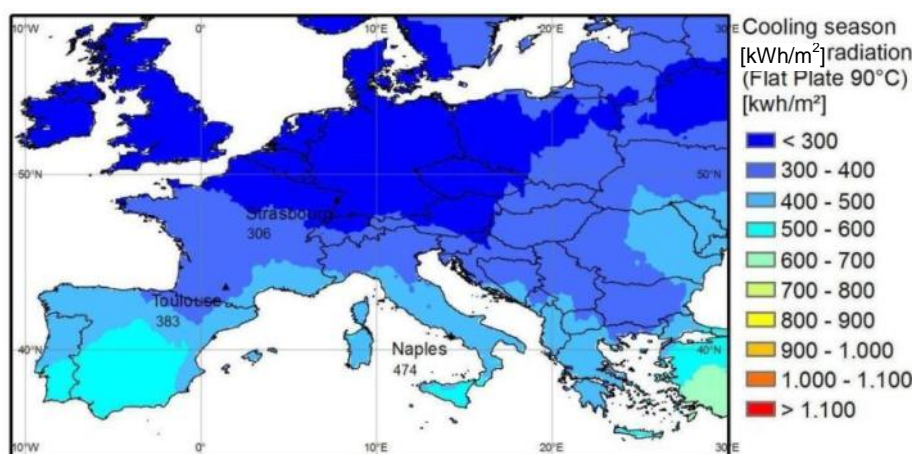 10°W
0°
10°E
20°E
30°E
Cooling season
[kWh/m²] radiation
(Flat Plate 90°C)
[kwh/m²]
< 300
50°N
50°N
300 - 400
Strasbourg
306
400 - 500
500 - 600
600 - 700
Toulouse
383
700 - 800
800 - 900
40°N
Naples
474
40°N
900 - 1.000
1.000 - 1.100
> 1.100
10°W
0°
10°E
20°E
30°E